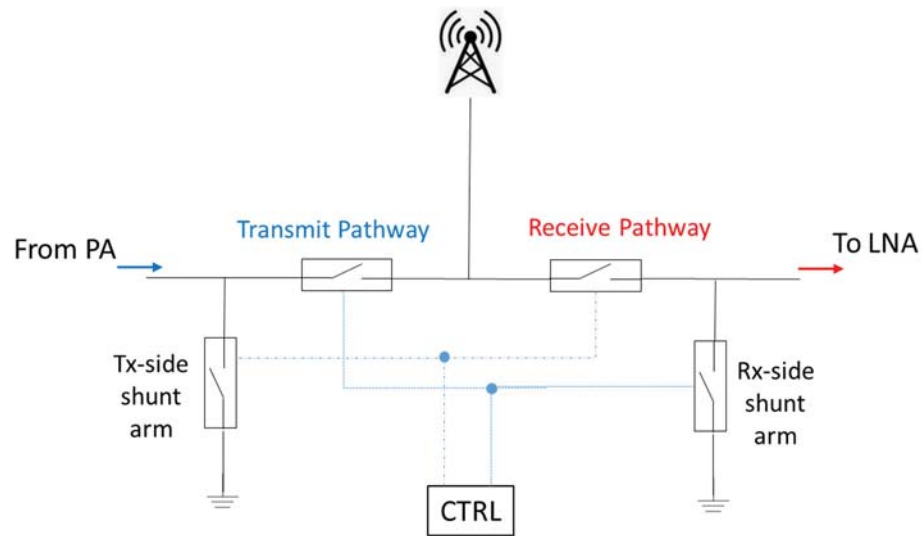 Transmit Pathway
Receive Pathway
From PA
To LNA
Tx-side
shunt
arm
Rx-side
shunt
arm
CTRL